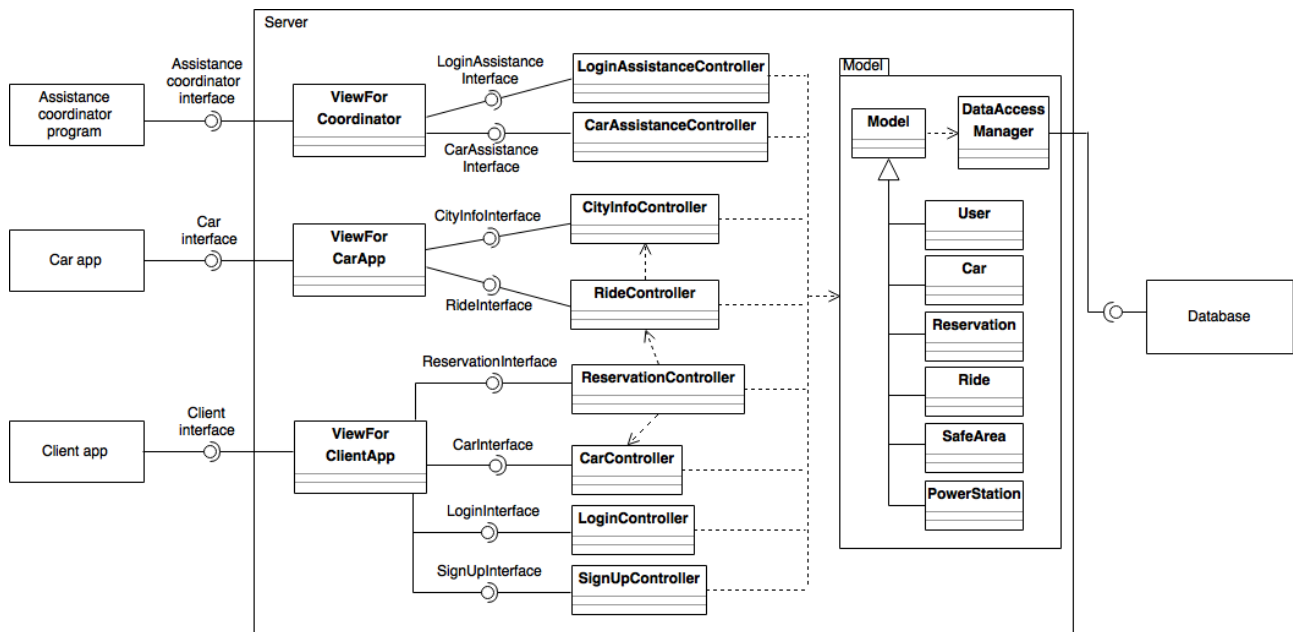 Server
Assistance
coordinator
interface
LoginAssistance
Interface
LoginAssistanceController
Model
Assistance
coordinator
program
ViewFor
Coordinator
CarAssistanceController
CarAssistance
Interface
Model
DataAccess
Manager
Car
interface
CityInfoInterface
CityInfoController
User
Car app
ViewFor
CarApp
Car
RideInterface
RideController
Reservation
Database
ReservationInterface
ReservationController
Ride
Client
interface
Client app
ViewFor
ClientApp
CarInterface
CarController
SafeArea
PowerStation
LoginInterface
LoginController
SignUpInterface
SignUpController